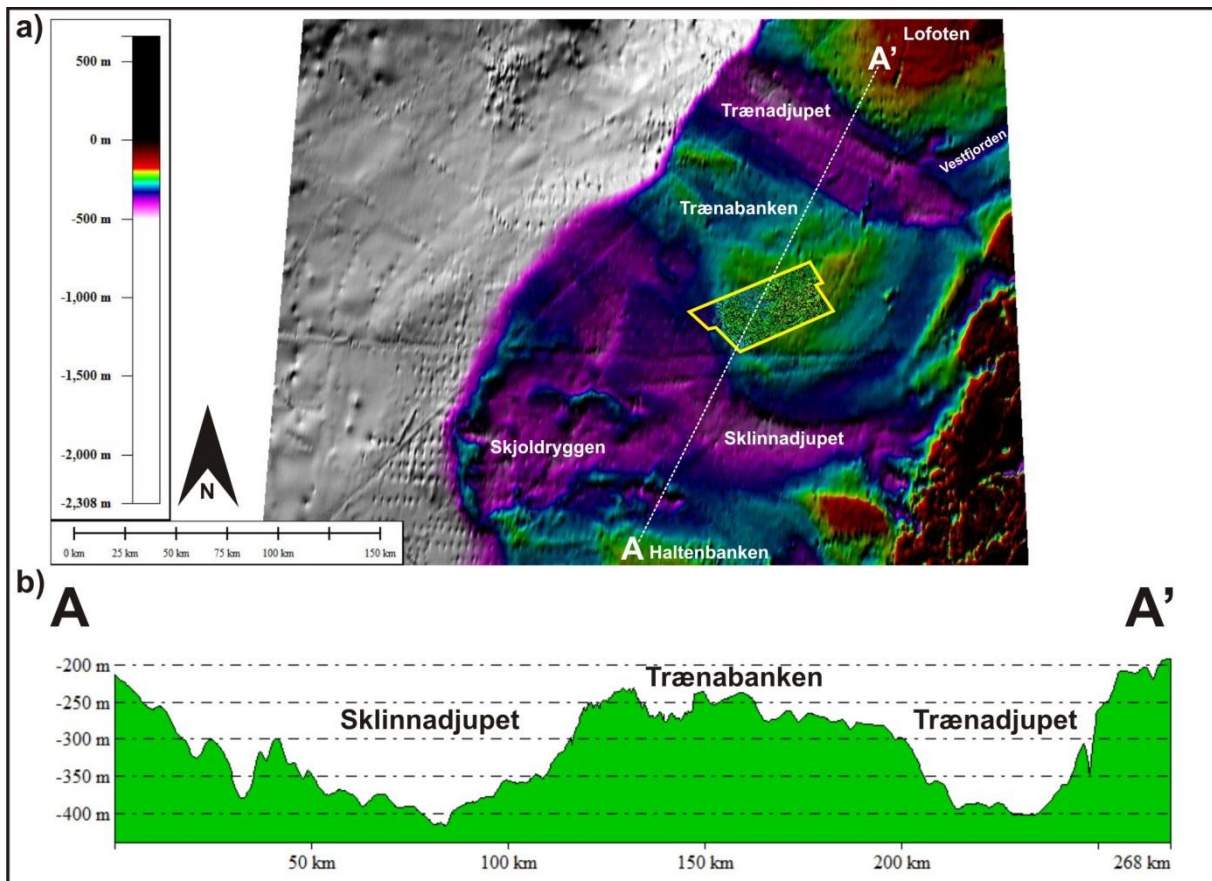 a)
500 m
0 m
-500 m
-1,000 m
-1,500 m
-2,000 m
-2,308 m
N
0 km 25 km 50 km 75 km 100 km 150 km
Lofoten
A'
Trænadjupet
Vestfjorden
Trænabanken
Skjoldryggen
Sklinnadjupet
A Haltenbanken
b)
A A’
-200 m
-250 m
-300 m
-350 m
-400 m
Trænabanken
Sklinnadjupet Trænadjupet
50 km 100 km 150 km 200 km 268 km